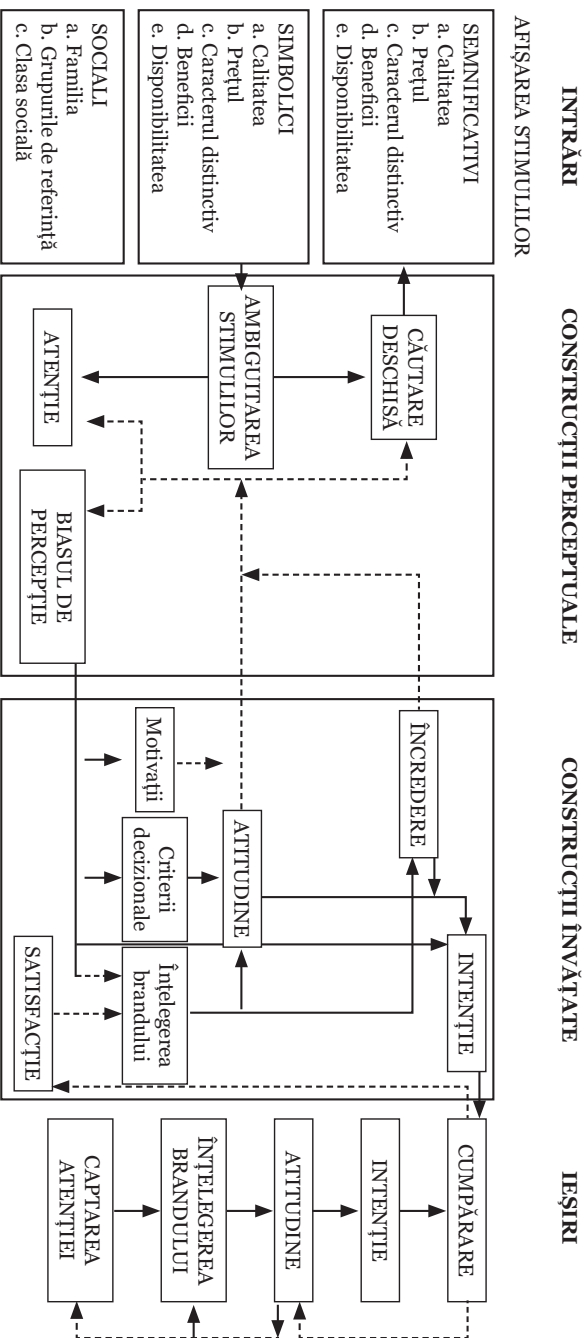 INTRĂRI
AFIȘAREA STIMULILOR
SEMNIFICATIVI
a. Calitatea
b. Prețul
c. Caracterul distinctiv
d. Beneficii
e. Disponibilitatea
SIMBOLICI
a. Calitatea
b. Prețul
c. Caracterul distinctiv
d. Beneficii
e. Disponibilitatea
SOCIALI
a. Familia
b. Grupurile de referință
c. Clasa socială
CONSTRUCȚII PERCEPTUALE
CĂUTARE
DESCHISĂ
AMBIGUITAREA
STIMULILOR
ATENȚIE
BIASUL DE
PERCEPȚIE
CONSTRUCȚII ÎNVĂȚATE
ÎNCREDERE
INTENȚIE
ATITUDINE
Motivații
Criterii
decizionale
Înțelegerea
brandului
SATISFACȚIE
IEȘIRI
CUMPĂRARE
INTENȚIE
ATITUDINE
ÎNȚELEGEREA
BRANDULUI
CAPTAREA
ATENȚIEI